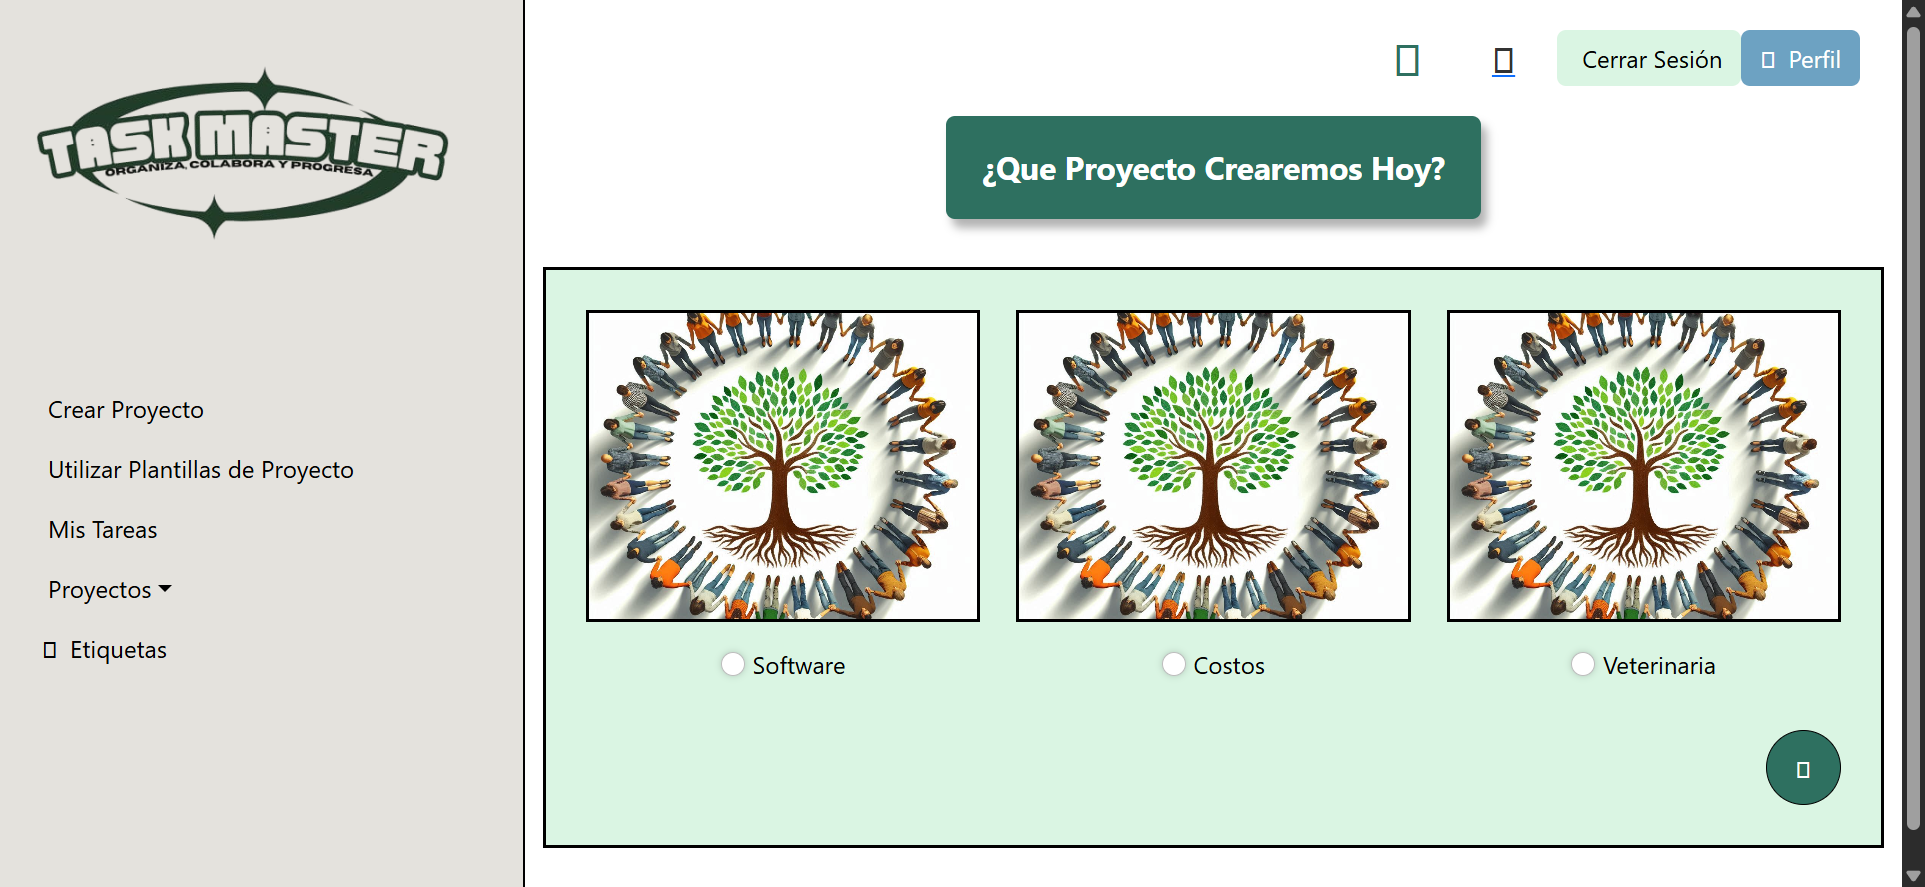 TASK MASTER
ORGANIZA, COLABORA Y PROGRESA
Crear Proyecto
Utilizar Plantillas de Proyecto
Mis Tareas
Proyectos
Etiquetas
Cerrar Sesión
Perfil
¿Que Proyecto Crearemos Hoy?
Software
Costos
Veterinaria